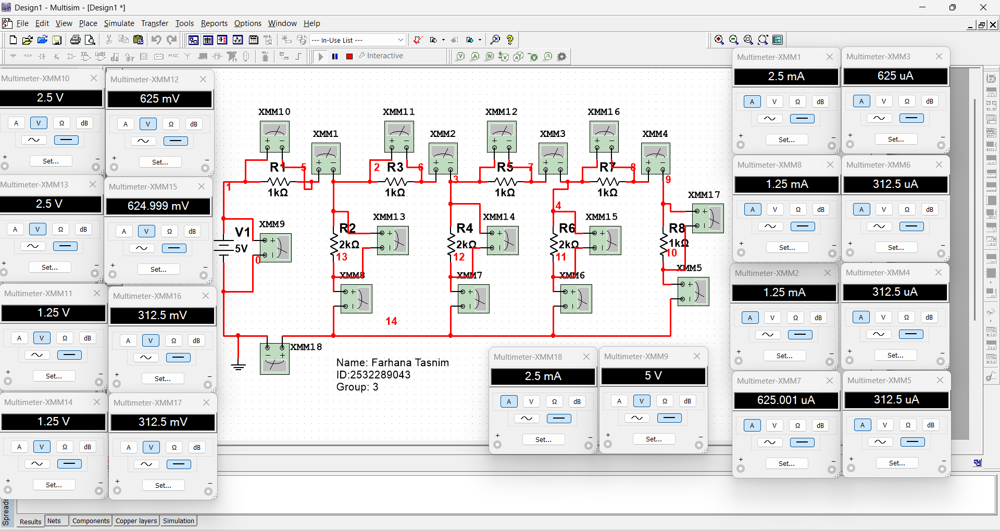 Design1 - Multisim - [Design1 *]
File Edit View Place Simulate Transfer Tools Reports Options Window Help
--- In-Use List ---
MISC
Interactive
Multimeter-XMM10
2.5 V
A V Ω dB
Set...
+ -
Multimeter-XMM12
625 mV
A V Ω dB
Set...
+ -
Multimeter-XMM13
2.5 V
A V Ω dB
Set...
+ -
Multimeter-XMM15
624.999 mV
A V Ω dB
Set...
+ -
Multimeter-XMM11
1.25 V
A V Ω dB
Set...
+ -
Multimeter-XMM16
312.5 mV
A V Ω dB
Set...
+ -
Multimeter-XMM14
1.25 V
A V Ω dB
Set...
+ -
Multimeter-XMM17
312.5 mV
A V Ω dB
Set...
+ -
XMM10 XMM11 XMM12 XMM16
XMM1 XMM2 XMM3 XMM4
R1 5 2 R3 6 R5 7 R7 8
1 3 9
1kΩ 1kΩ 1kΩ 1kΩ
XMM17
4
XMM9 XMM13 XMM14 XMM15
V1 R2 R4 R6 R8
5V 2kΩ 2kΩ 2kΩ 1kΩ
0 13 12 11 10
XMM8 XMM7 XMM6 XMM5
14
XMM18
Name: Farhana Tasnim
ID:2532289043
Group: 3
Multimeter-XMM18
2.5 mA
A V Ω dB
Set...
+ -
Multimeter-XMM9
5 V
A V Ω dB
Set...
+ -
Multimeter-XMM1
2.5 mA
A V Ω dB
Set...
+ -
Multimeter-XMM3
625 uA
A V Ω dB
Set...
+ -
Multimeter-XMM8
1.25 mA
A V Ω dB
Set...
+ -
Multimeter-XMM6
312.5 uA
A V Ω dB
Set...
+ -
Multimeter-XMM2
1.25 mA
A V Ω dB
Set...
+ -
Multimeter-XMM4
312.5 uA
A V Ω dB
Set...
+ -
Multimeter-XMM7
625.001 uA
A V Ω dB
Set...
+ -
Multimeter-XMM5
312.5 uA
A V Ω dB
Set...
+ -
Results Nets Components Copper layers Simulation